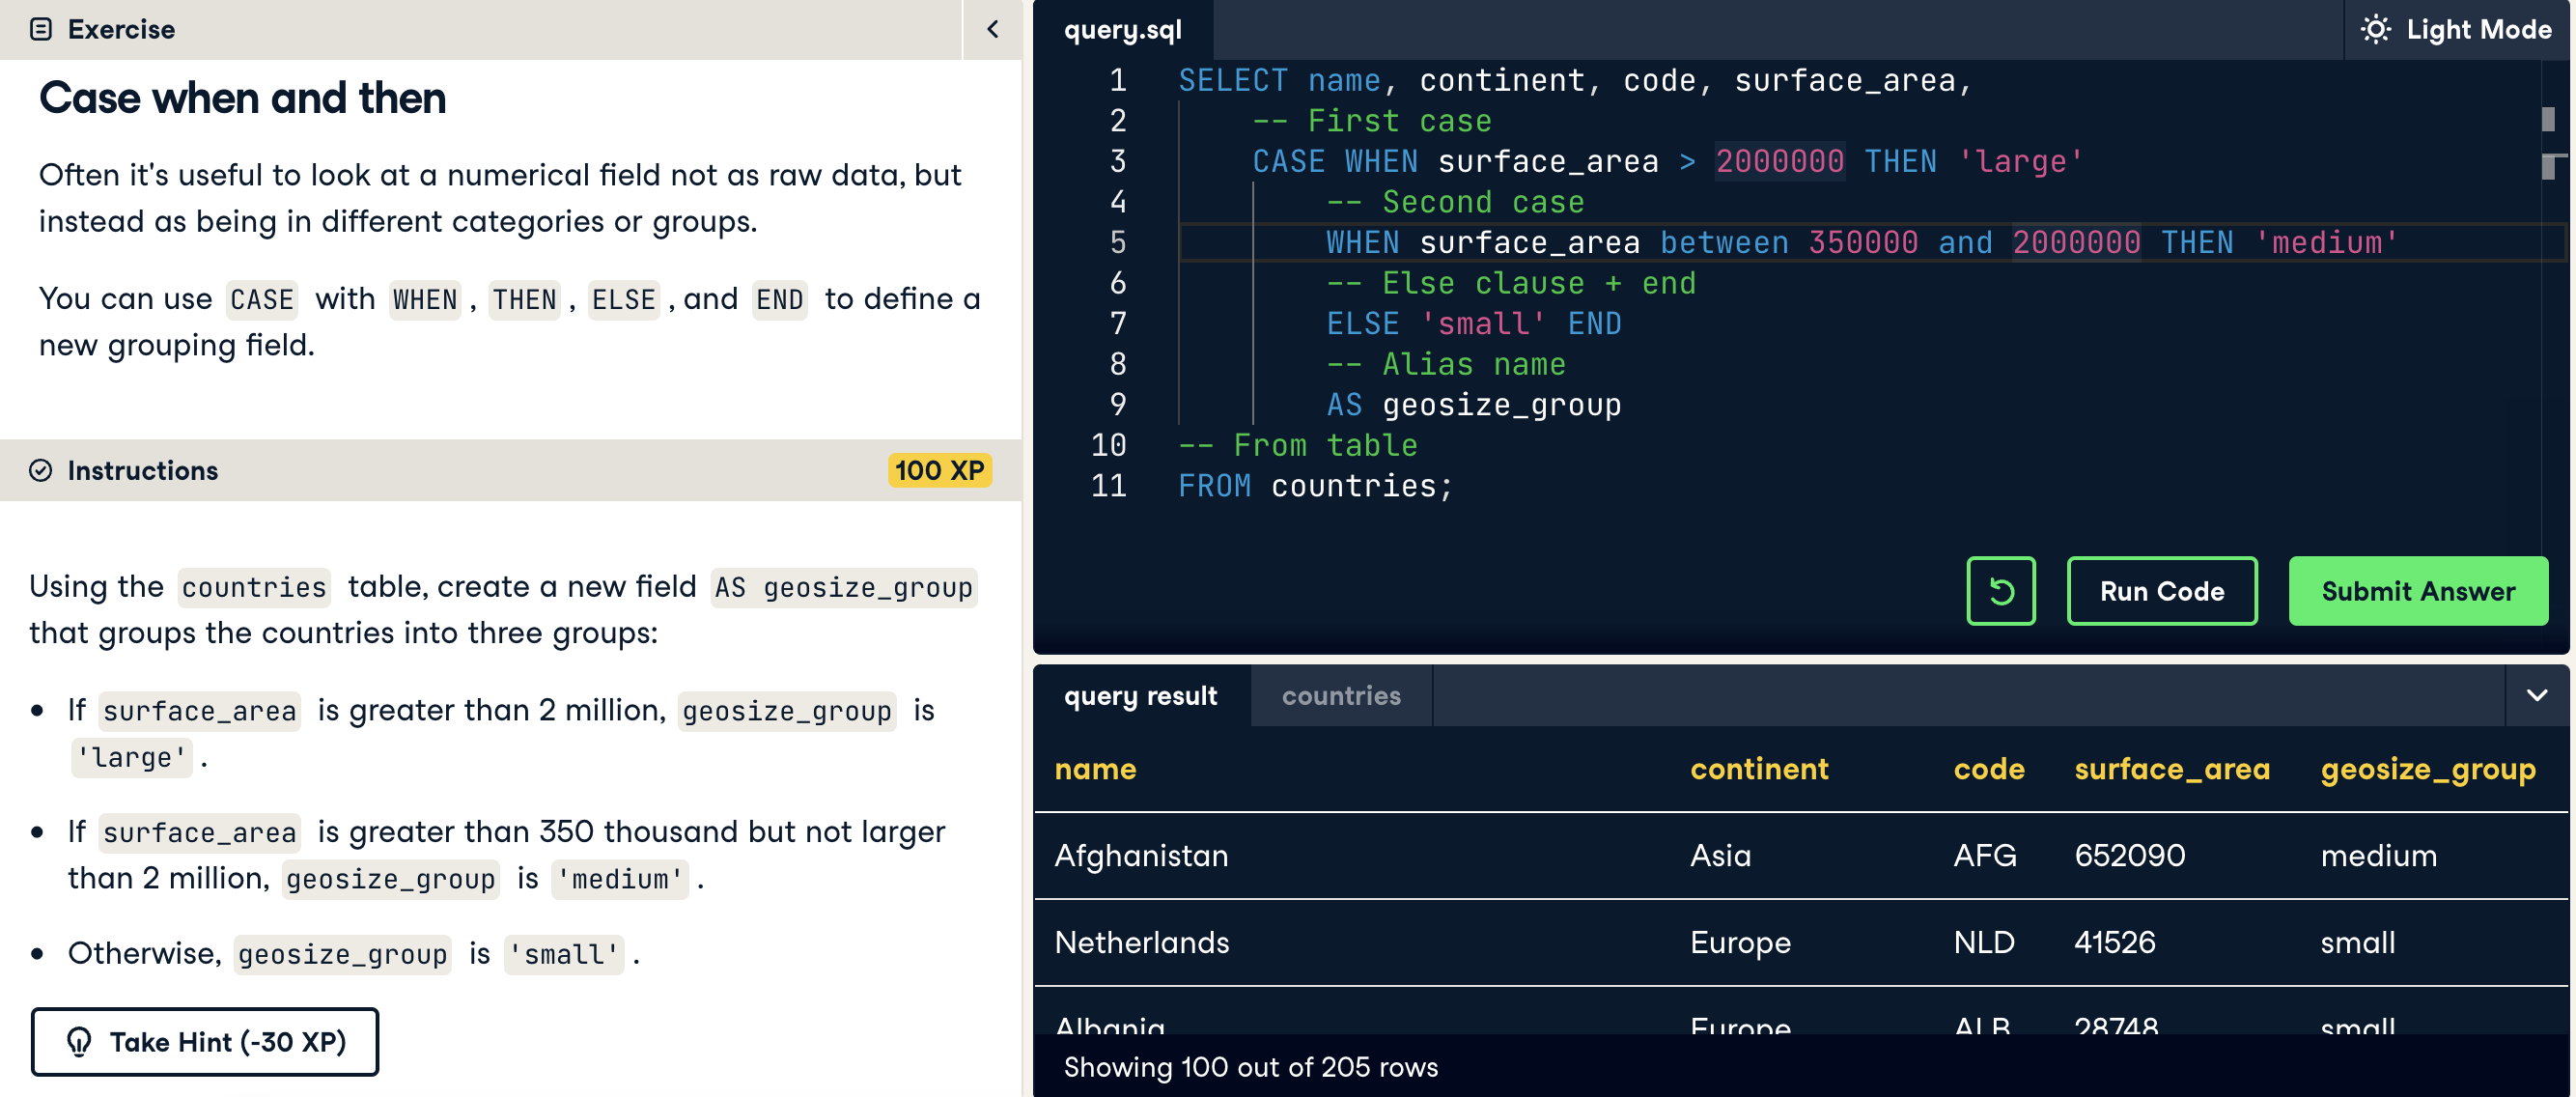 Exercise
Case when and then
Often it's useful to look at a numerical field not as raw data, but
instead as being in different categories or groups.
You can use CASE with WHEN, THEN, ELSE, and END to define a
new grouping field.
Instructions
100 XP
Using the countries table, create a new field AS geosize_group
that groups the countries into three groups:
• If surface_area is greater than 2 million, geosize_group is
'large'.
• If surface_area is greater than 350 thousand but not larger
than 2 million, geosize_group is 'medium'.
• Otherwise, geosize_group is 'small'.
Take Hint (-30 XP)
query.sql
Light Mode
1 SELECT name, continent, code, surface_area,
2 -- First case
3 CASE WHEN surface_area > 2000000 THEN 'large'
4 -- Second case
5 WHEN surface_area between 350000 and 2000000 THEN 'medium'
6 -- Else clause + end
7 ELSE 'small' END
8 -- Alias name
9 AS geosize_group
10 -- From table
11 FROM countries;
Run Code
Submit Answer
query result
countries
name continent code surface_area geosize_group
Afghanistan Asia AFG 652090 medium
Netherlands Europe NLD 41526 small
Albania Europe ALB 28748 small
Showing 100 out of 205 rows